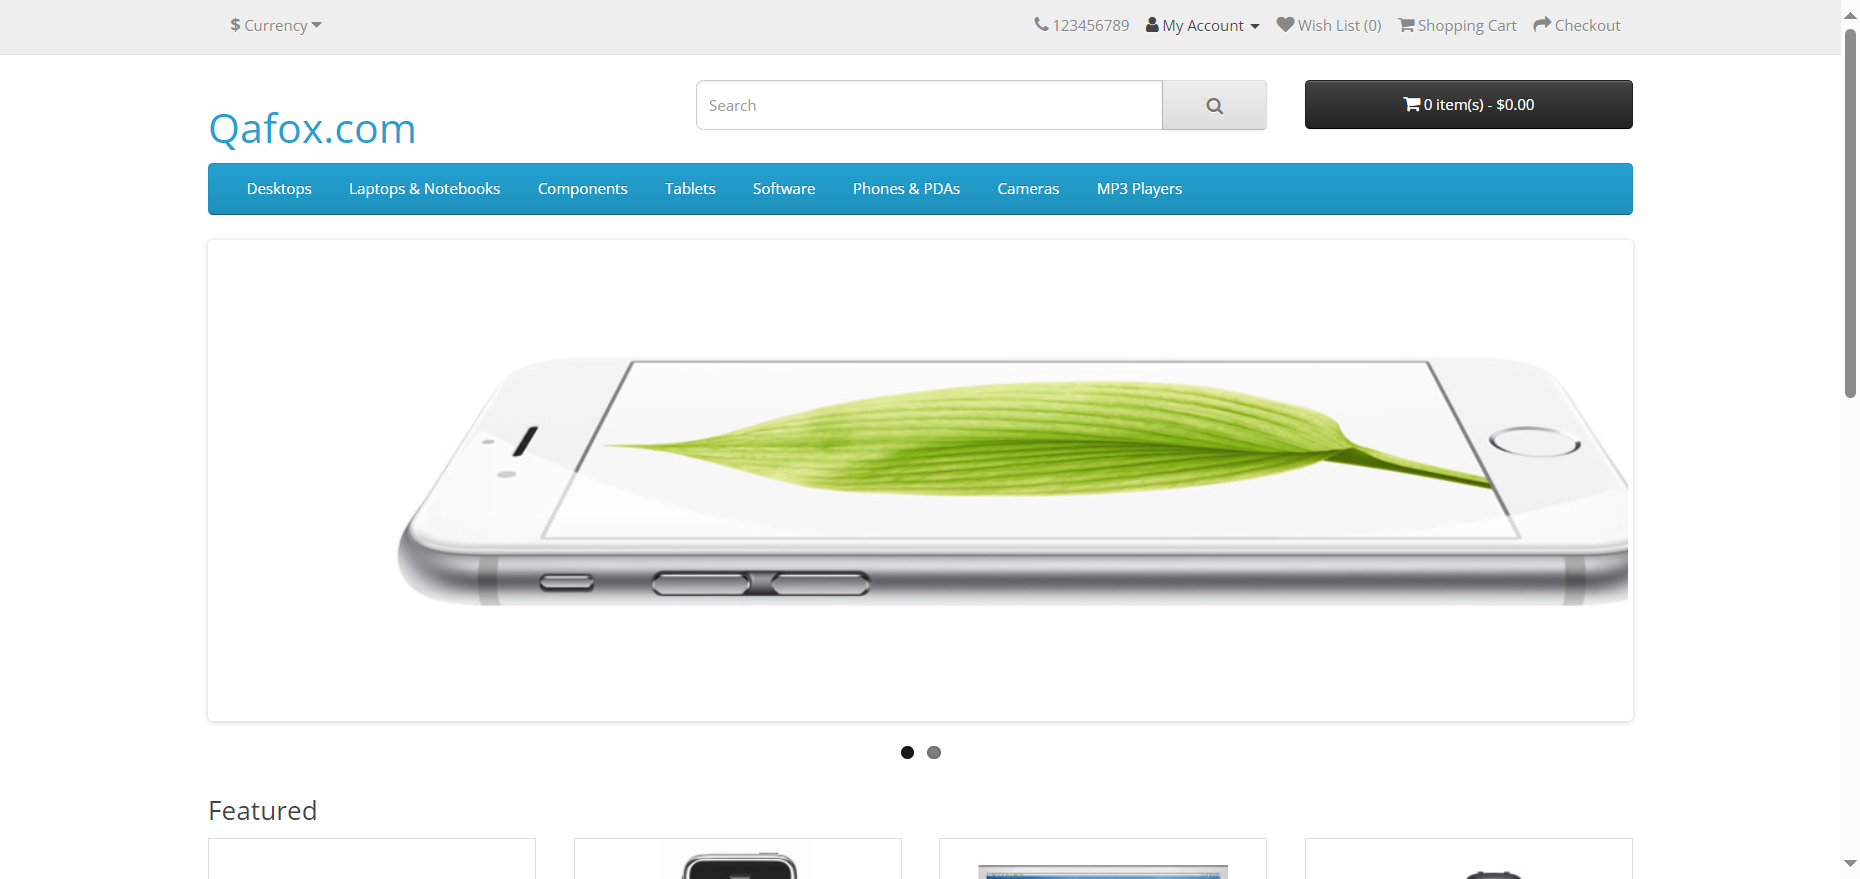 $ Currency
123456789 My Account Wish List (0) Shopping Cart Checkout
Qafox.com
Search
0 item(s) - $0.00
Desktops Laptops & Notebooks Components Tablets Software Phones & PDAs Cameras MP3 Players
Featured